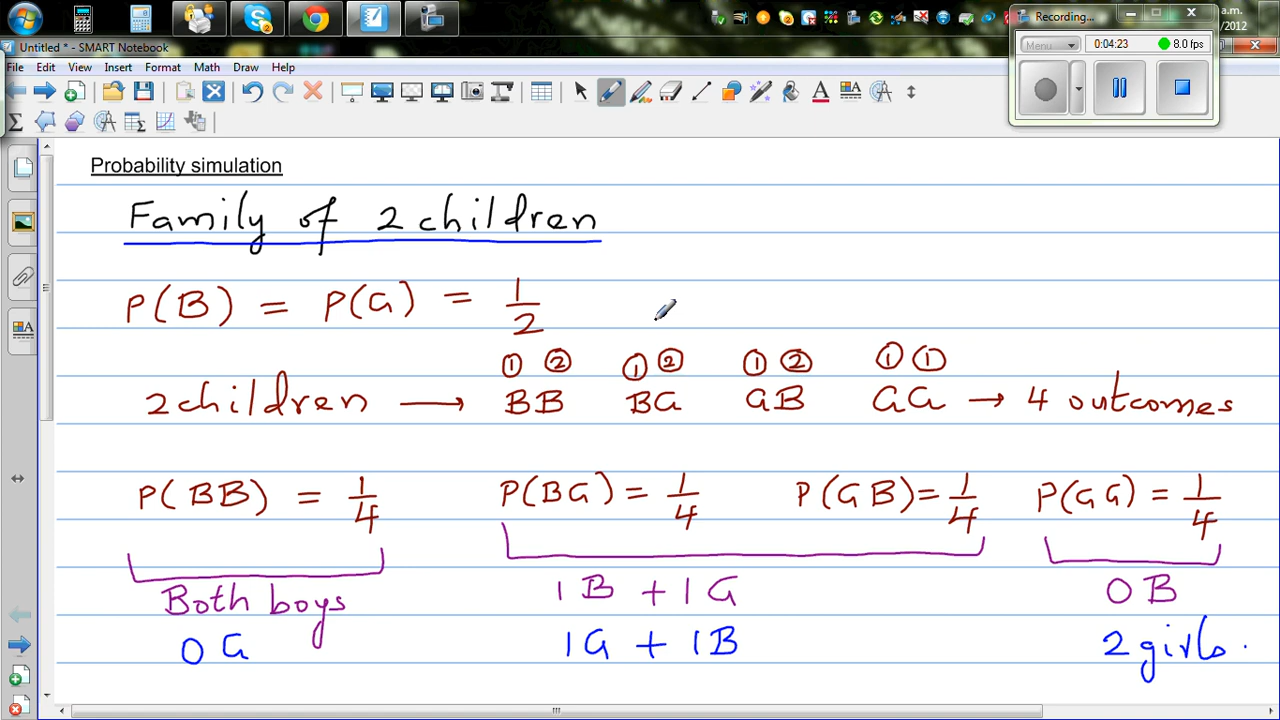 a.m.
/2012
Recording...
Untitled * - SMART Notebook
Menu
0:04:23
8.0 fps
File Edit View Insert Format Math Draw Help
Probability simulation
Family of 2 children
P(B) = P(G) = 1/2
① ② ① ② ① ② ① ①
2 children → BB BG GB GG → 4 outcomes
P(BB) = 1/4 P(BG) = 1/4 P(GB) = 1/4 P(GG) = 1/4
Both boys 1B + 1G 0B
0G 1G + 1B 2 girls.